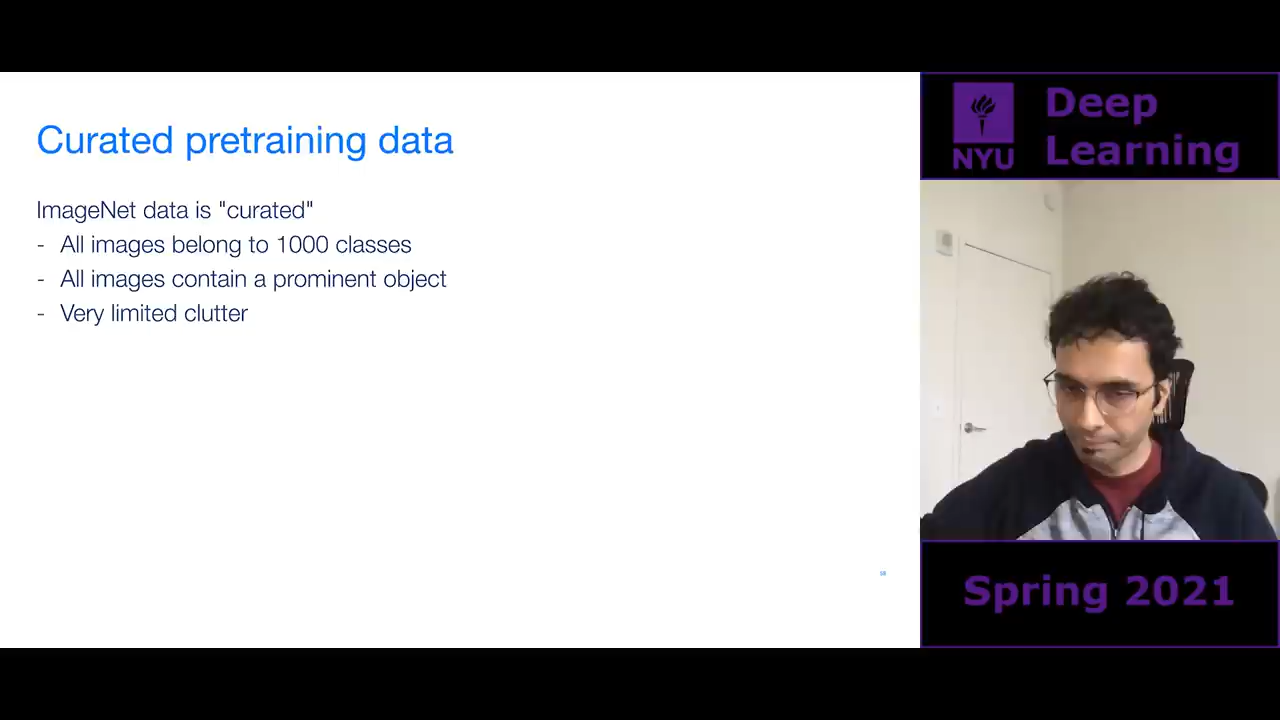 Curated pretraining data
ImageNet data is "curated"
- All images belong to 1000 classes
- All images contain a prominent object
- Very limited clutter
NYU
Deep
Learning
Spring 2021